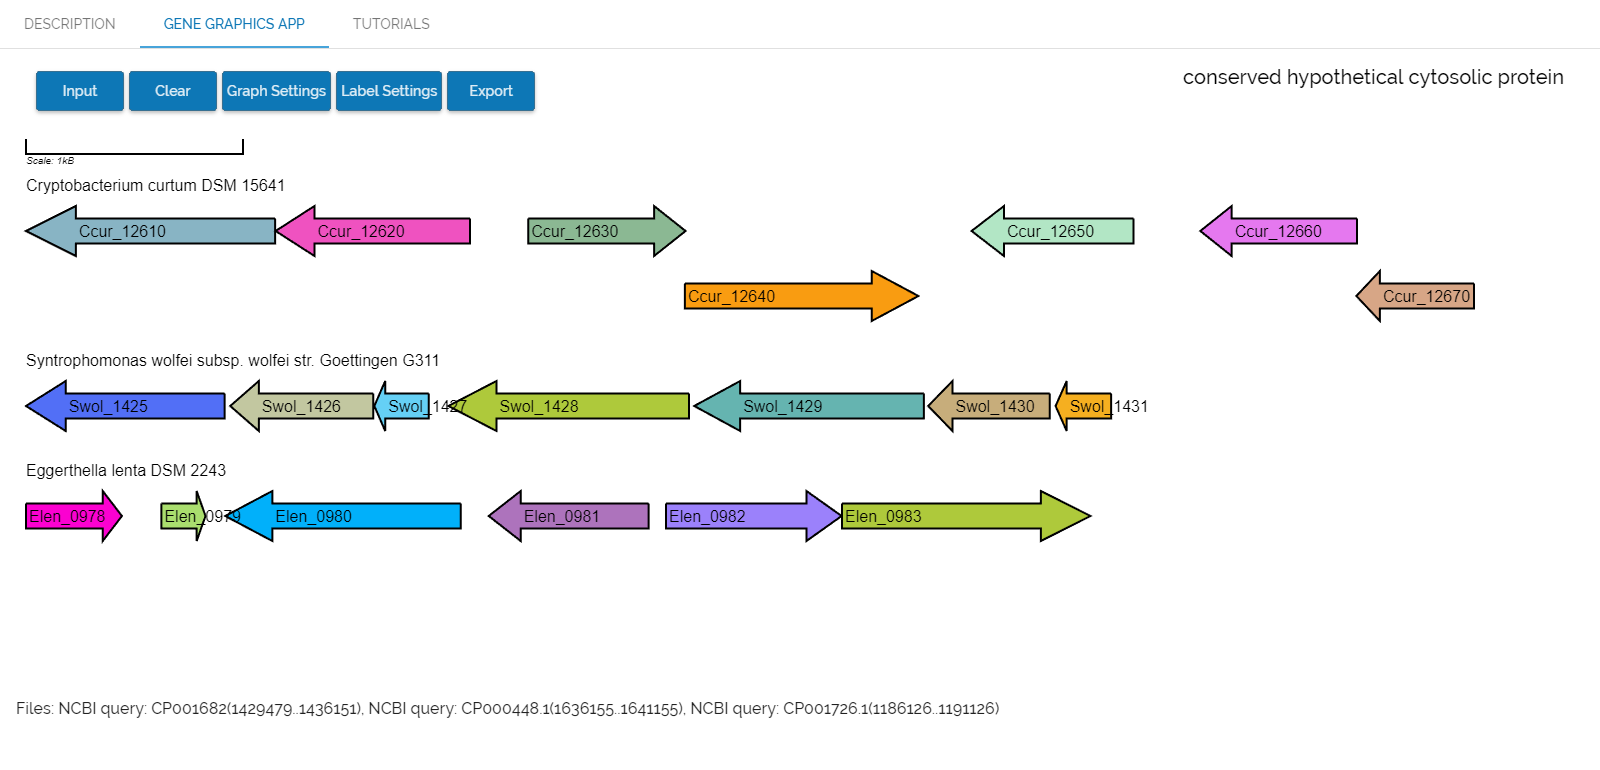 DESCRIPTION GENE GRAPHICS APP TUTORIALS
Input Clear Graph Settings Label Settings Export
conserved hypothetical cytosolic protein
Scale: 1kB
Cryptobacterium curtum DSM 15641
Ccur_12610 Ccur_12620 Ccur_12630 Ccur_12650 Ccur_12660
Ccur_12640 Ccur_12670
Syntrophomonas wolfei subsp. wolfei str. Goettingen G311
Swol_1425 Swol_1426 Swol_1427 Swol_1428 Swol_1429 Swol_1430 Swol_1431
Eggerthella lenta DSM 2243
Elen_0978 Elen_0979 Elen_0980 Elen_0981 Elen_0982 Elen_0983
Files: NCBI query: CP001682(1429479..1436151), NCBI query: CP000448.1(1636155..1641155), NCBI query: CP001726.1(1186126..1191126)